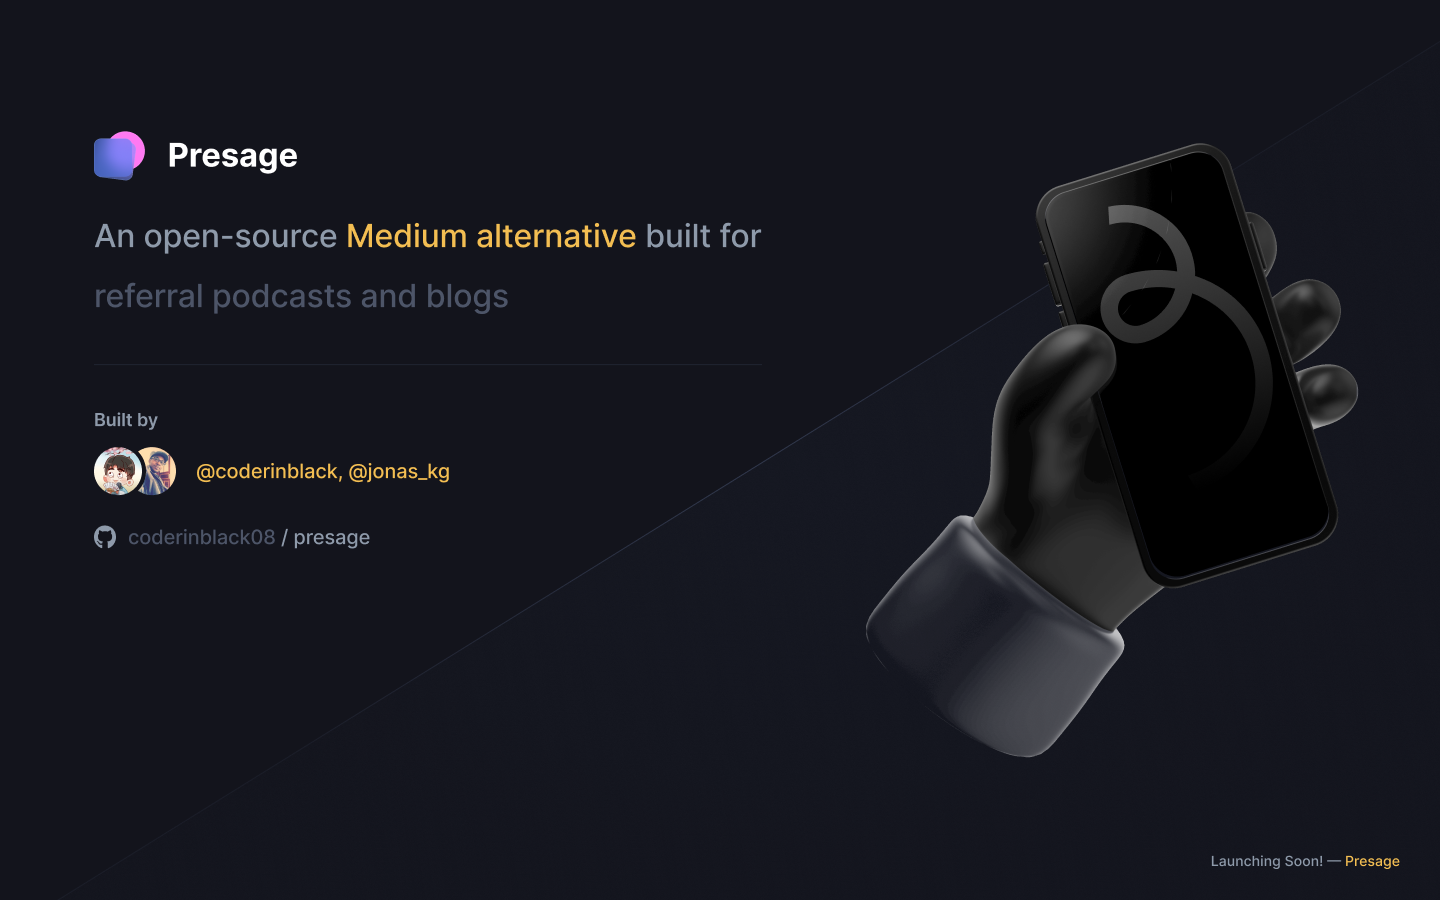 Presage
An open-source Medium alternative built for
referral podcasts and blogs
Built by
@coderinblack, @jonas_kg
coderinblack08 / presage
Launching Soon! — Presage